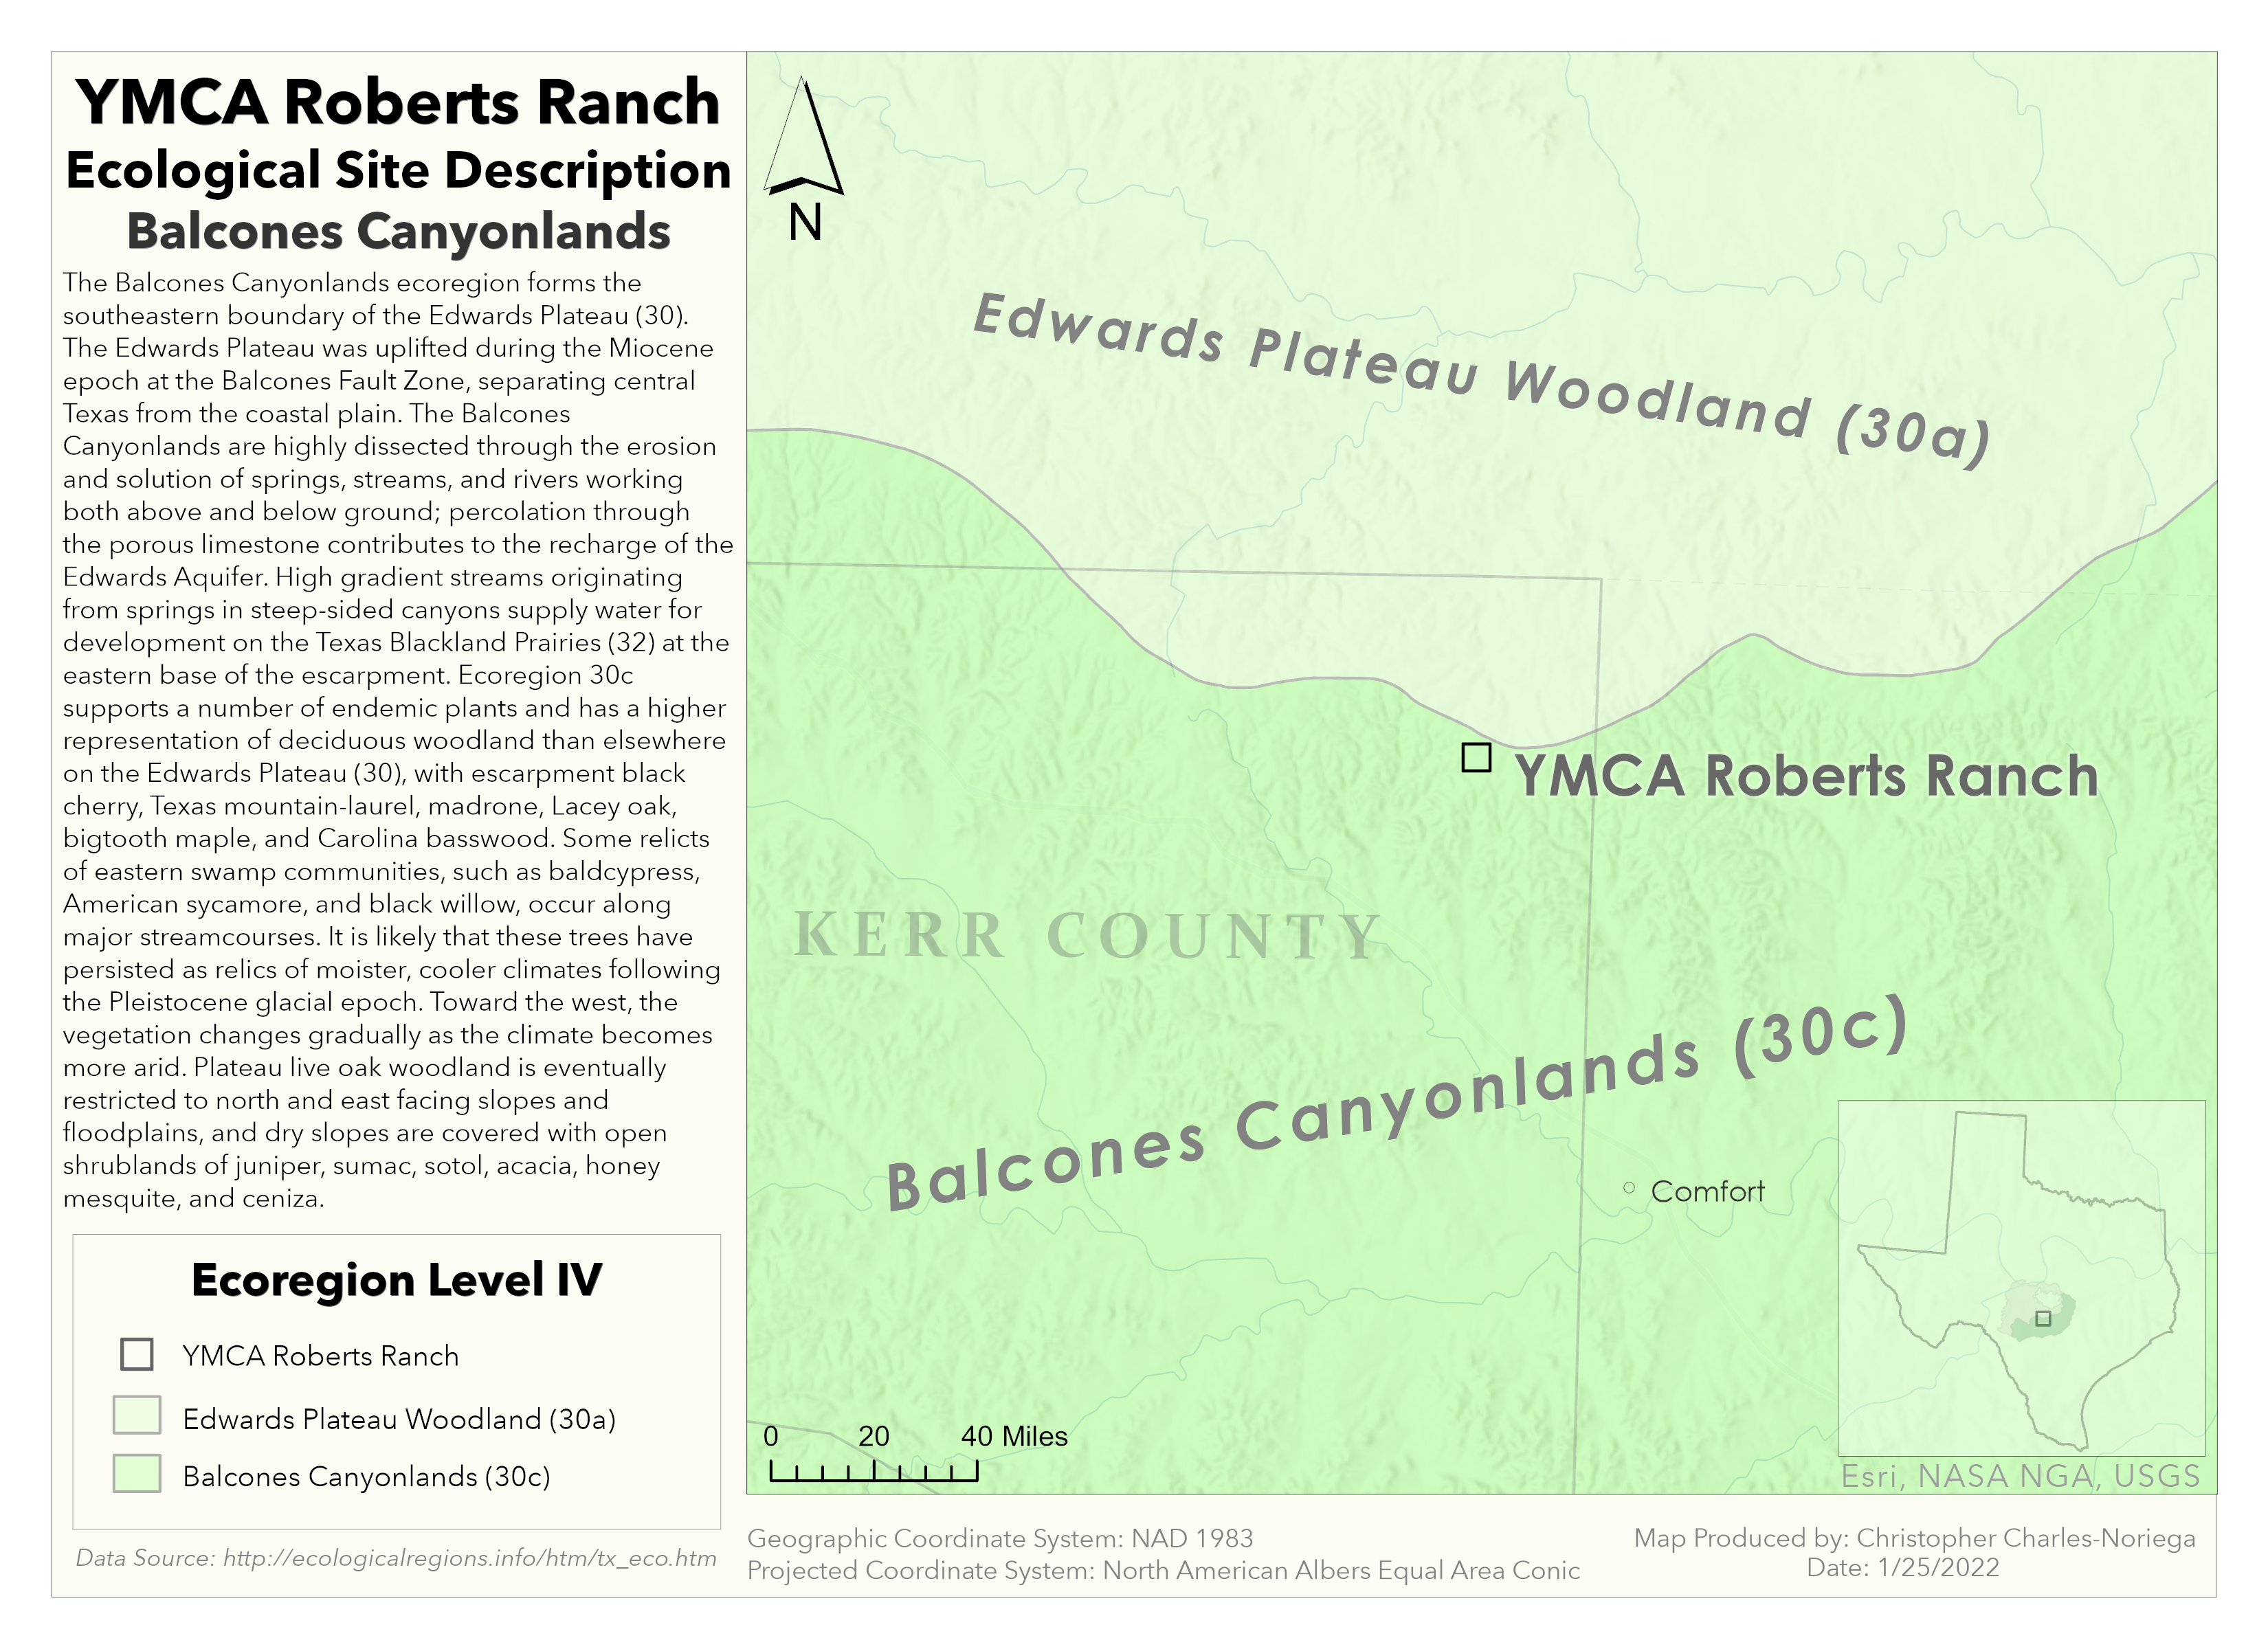 YMCA Roberts Ranch
Ecological Site Description
Balcones Canyonlands
The Balcones Canyonlands ecoregion forms the
southeastern boundary of the Edwards Plateau (30).
The Edwards Plateau was uplifted during the Miocene
epoch at the Balcones Fault Zone, separating central
Texas from the coastal plain. The Balcones
Canyonlands are highly dissected through the erosion
and solution of springs, streams, and rivers working
both above and below ground; percolation through
the porous limestone contributes to the recharge of the
Edwards Aquifer. High gradient streams originating
from springs in steep-sided canyons supply water for
development on the Texas Blackland Prairies (32) at the
eastern base of the escarpment. Ecoregion 30c
supports a number of endemic plants and has a higher
representation of deciduous woodland than elsewhere
on the Edwards Plateau (30), with escarpment black
cherry, Texas mountain-laurel, madrone, Lacey oak,
bigtooth maple, and Carolina basswood. Some relicts
of eastern swamp communities, such as baldcypress,
American sycamore, and black willow, occur along
major streamcourses. It is likely that these trees have
persisted as relics of moister, cooler climates following
the Pleistocene glacial epoch. Toward the west, the
vegetation changes gradually as the climate becomes
more arid. Plateau live oak woodland is eventually
restricted to north and east facing slopes and
floodplains, and dry slopes are covered with open
shrublands of juniper, sumac, sotol, acacia, honey
mesquite, and ceniza.
Ecoregion Level IV
YMCA Roberts Ranch
Edwards Plateau Woodland (30a)
Balcones Canyonlands (30c)
Data Source: http://ecologicalregions.info/htm/tx_eco.htm
N
Edwards Plateau Woodland (30a)
YMCA Roberts Ranch
KERR COUNTY
Balcones Canyonlands (30c)
Comfort
0 20 40 Miles
Esri, NASA NGA, USGS
Geographic Coordinate System: NAD 1983
Projected Coordinate System: North American Albers Equal Area Conic
Map Produced by: Christopher Charles-Noriega
Date: 1/25/2022